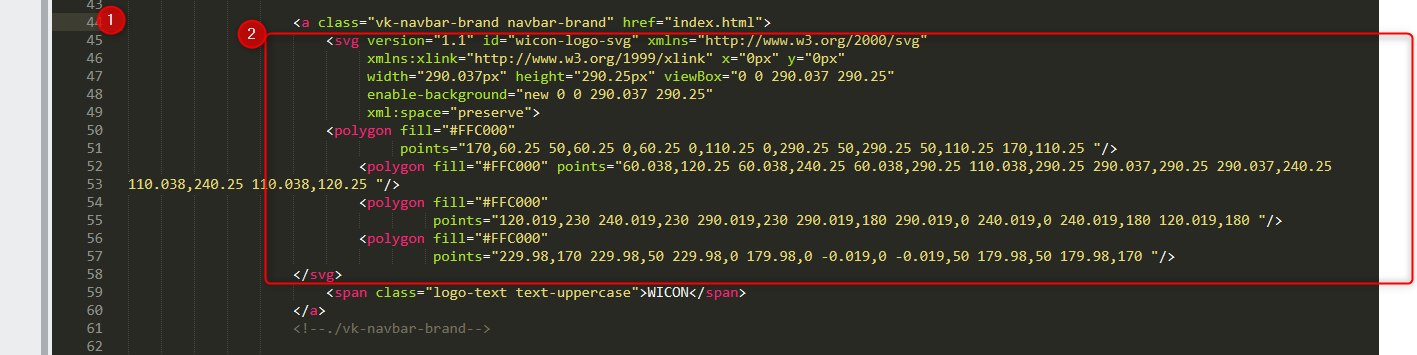 43
44 <a class="vk-navbar-brand navbar-brand" href="index.html">
1
2
45 <svg version="1.1" id="wicon-logo-svg" xmlns="http://www.w3.org/2000/svg"
46 xmlns:xlink="http://www.w3.org/1999/xlink" x="0px" y="0px"
47 width="290.037px" height="290.25px" viewBox="0 0 290.037 290.25"
48 enable-background="new 0 0 290.037 290.25"
49 xml:space="preserve">
50 <polygon fill="#FFC000"
51 points="170,60.25 50,60.25 0,60.25 0,110.25 0,290.25 50,290.25 50,110.25 170,110.25 "/>
52 <polygon fill="#FFC000" points="60.038,120.25 60.038,240.25 60.038,290.25 110.038,290.25 290.037,290.25 290.037,240.25
53 110.038,240.25 110.038,120.25 "/>
54 <polygon fill="#FFC000"
55 points="120.019,230 240.019,230 290.019,230 290.019,180 290.019,0 240.019,0 240.019,180 120.019,180 "/>
56 <polygon fill="#FFC000"
57 points="229.98,170 229.98,50 229.98,0 179.98,0 -0.019,0 -0.019,50 179.98,50 179.98,170 "/>
58 </svg>
59 <span class="logo-text text-uppercase">WICON</span>
60 </a>
61 <!--./vk-navbar-brand-->
62